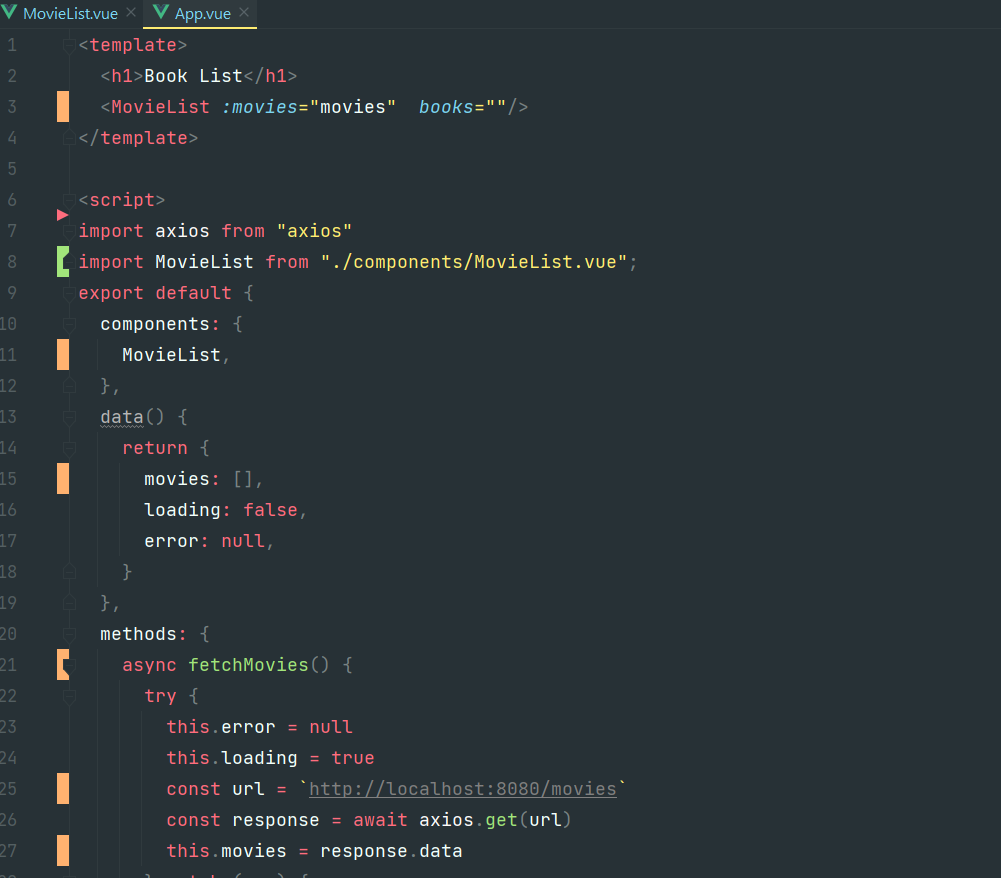 MovieList.vue × App.vue ×
1 <template>
2   <h1>Book List</h1>
3   <MovieList :movies="movies"  books=""/>
4 </template>
5
6 <script>
7 import axios from "axios"
8 import MovieList from "./components/MovieList.vue";
9 export default {
10   components: {
11     MovieList,
12   },
13   data() {
14     return {
15       movies: [],
16       loading: false,
17       error: null,
18     }
19   },
20   methods: {
21     async fetchMovies() {
22       try {
23         this.error = null
24         this.loading = true
25         const url = `http://localhost:8080/movies`
26         const response = await axios.get(url)
27         this.movies = response.data